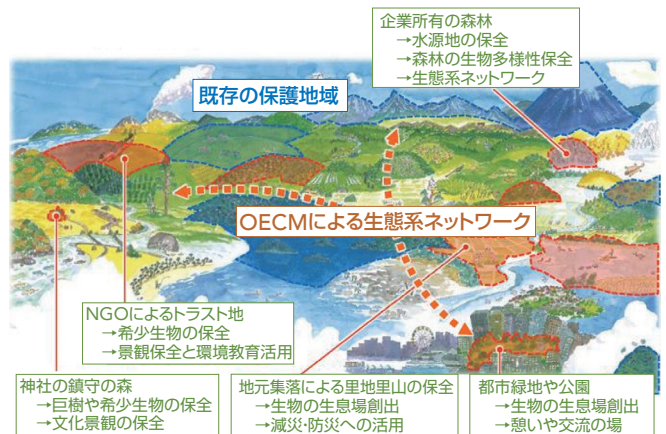 企業所有の森林
→水源地の保全
→森林の生物多様性保全
→生態系ネットワーク
既存の保護地域
OECMによる生態系ネットワーク
NGOによるトラスト地
→希少生物の保全
→景観保全と環境教育活用
神社の鎮守の森
→巨樹や希少生物の保全
→文化景観の保全
地元集落による里地里山の保全
→生物の生息場創出
→減災・防災への活用
都市緑地や公園
→生物の生息場創出
→憩いや交流の場